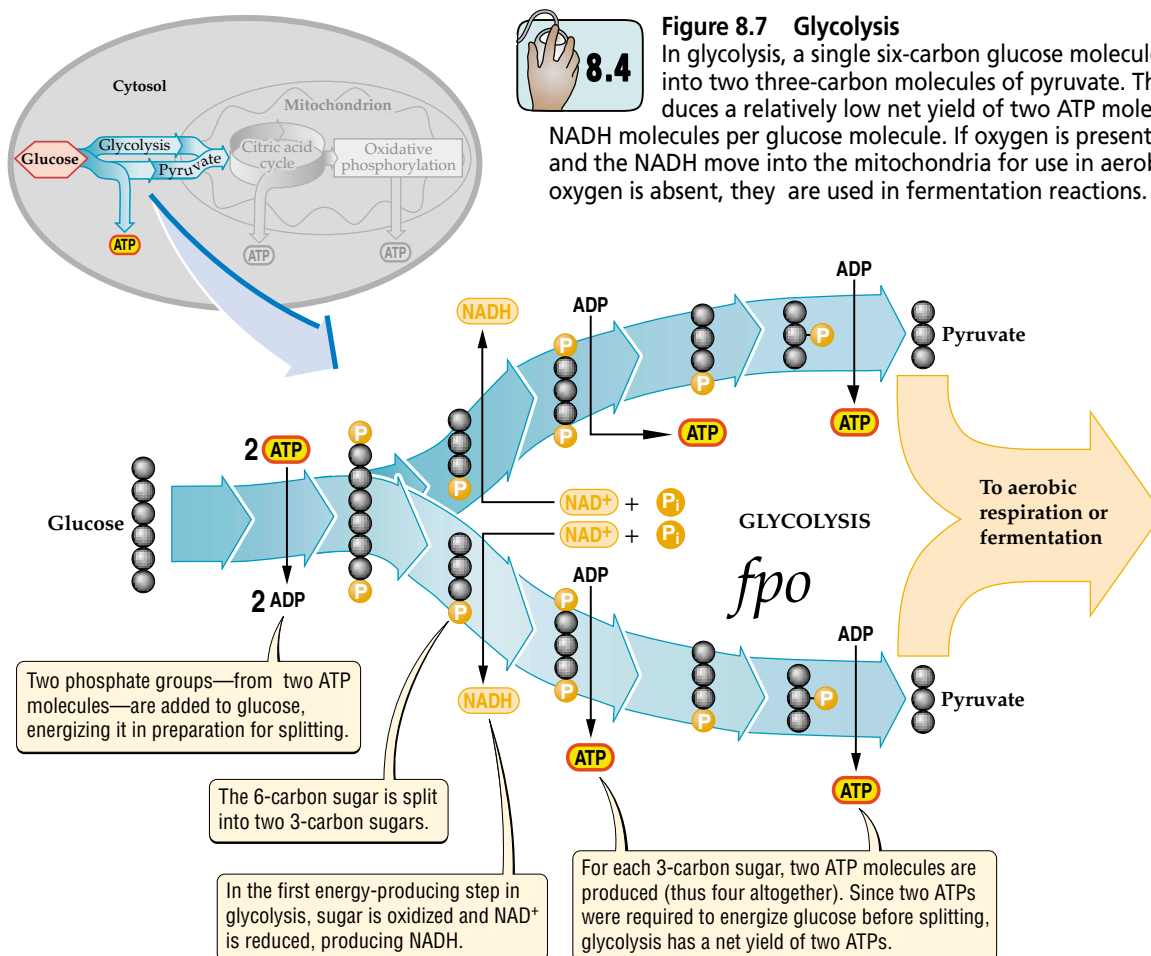 Figure 8.7 Glycolysis
8.4
In glycolysis, a single six-carbon glucose molecule
into two three-carbon molecules of pyruvate. Th
duces a relatively low net yield of two ATP mole
NADH molecules per glucose molecule. If oxygen is present
and the NADH move into the mitochondria for use in aerob
oxygen is absent, they are used in fermentation reactions.
Cytosol
Mitochondrion
Glucose
Glycolysis
Pyruvate
Citric acid
cycle
Oxidative
phosphorylation
ATP
ATP
ATP
NADH
ADP
ADP
P
P
P
P
P
Pyruvate
ATP
ATP
2 ATP
P
Glucose
NAD+ + Pi
NAD+ + Pi
GLYCOLYSIS
fpo
To aerobic
respiration or
fermentation
2 ADP
P
P
P
P
ADP
P
P
ADP
Pyruvate
NADH
ATP
ATP
Two phosphate groups—from two ATP
molecules—are added to glucose,
energizing it in preparation for splitting.
The 6-carbon sugar is split
into two 3-carbon sugars.
In the first energy-producing step in
glycolysis, sugar is oxidized and NAD+
is reduced, producing NADH.
For each 3-carbon sugar, two ATP molecules are
produced (thus four altogether). Since two ATPs
were required to energize glucose before splitting,
glycolysis has a net yield of two ATPs.